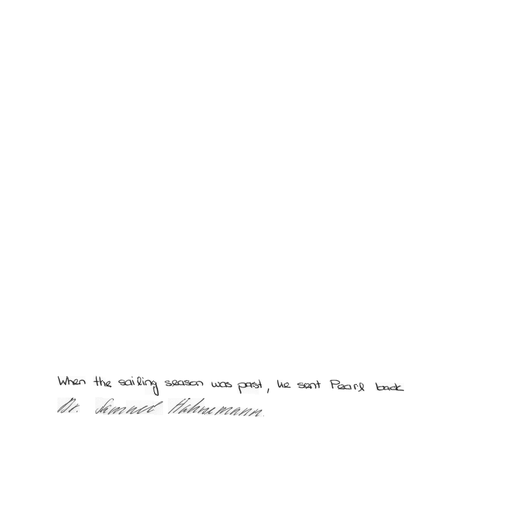 When the sailing season was past, he sent Pearl back
Dr. Samuel Hahnemann